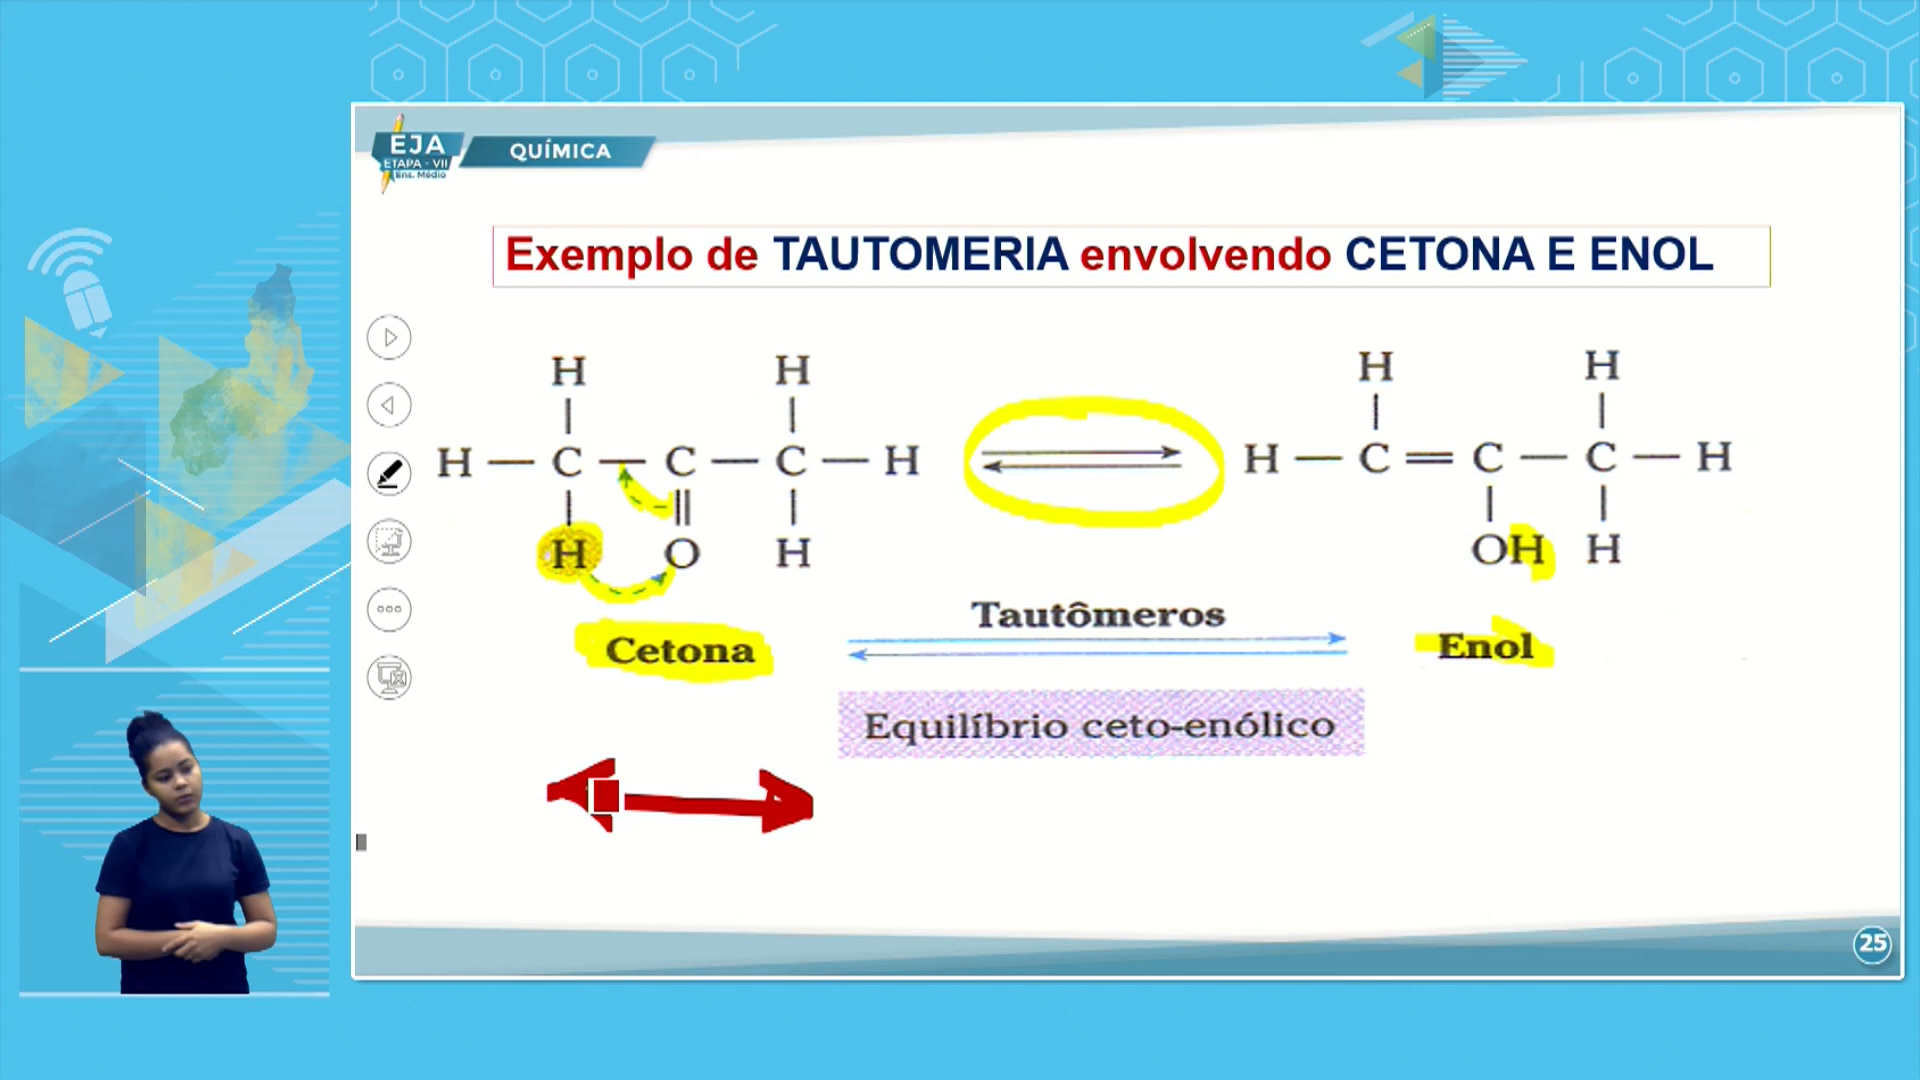 EJA
ETAPA - VII
Ens. Médio
QUÍMICA
Exemplo de TAUTOMERIA envolvendo CETONA E ENOL
H H H H
H — C — C — C — H H — C = C — C — H
H O H OH H
Tautômeros
Cetona Enol
Equilíbrio ceto-enólico
25